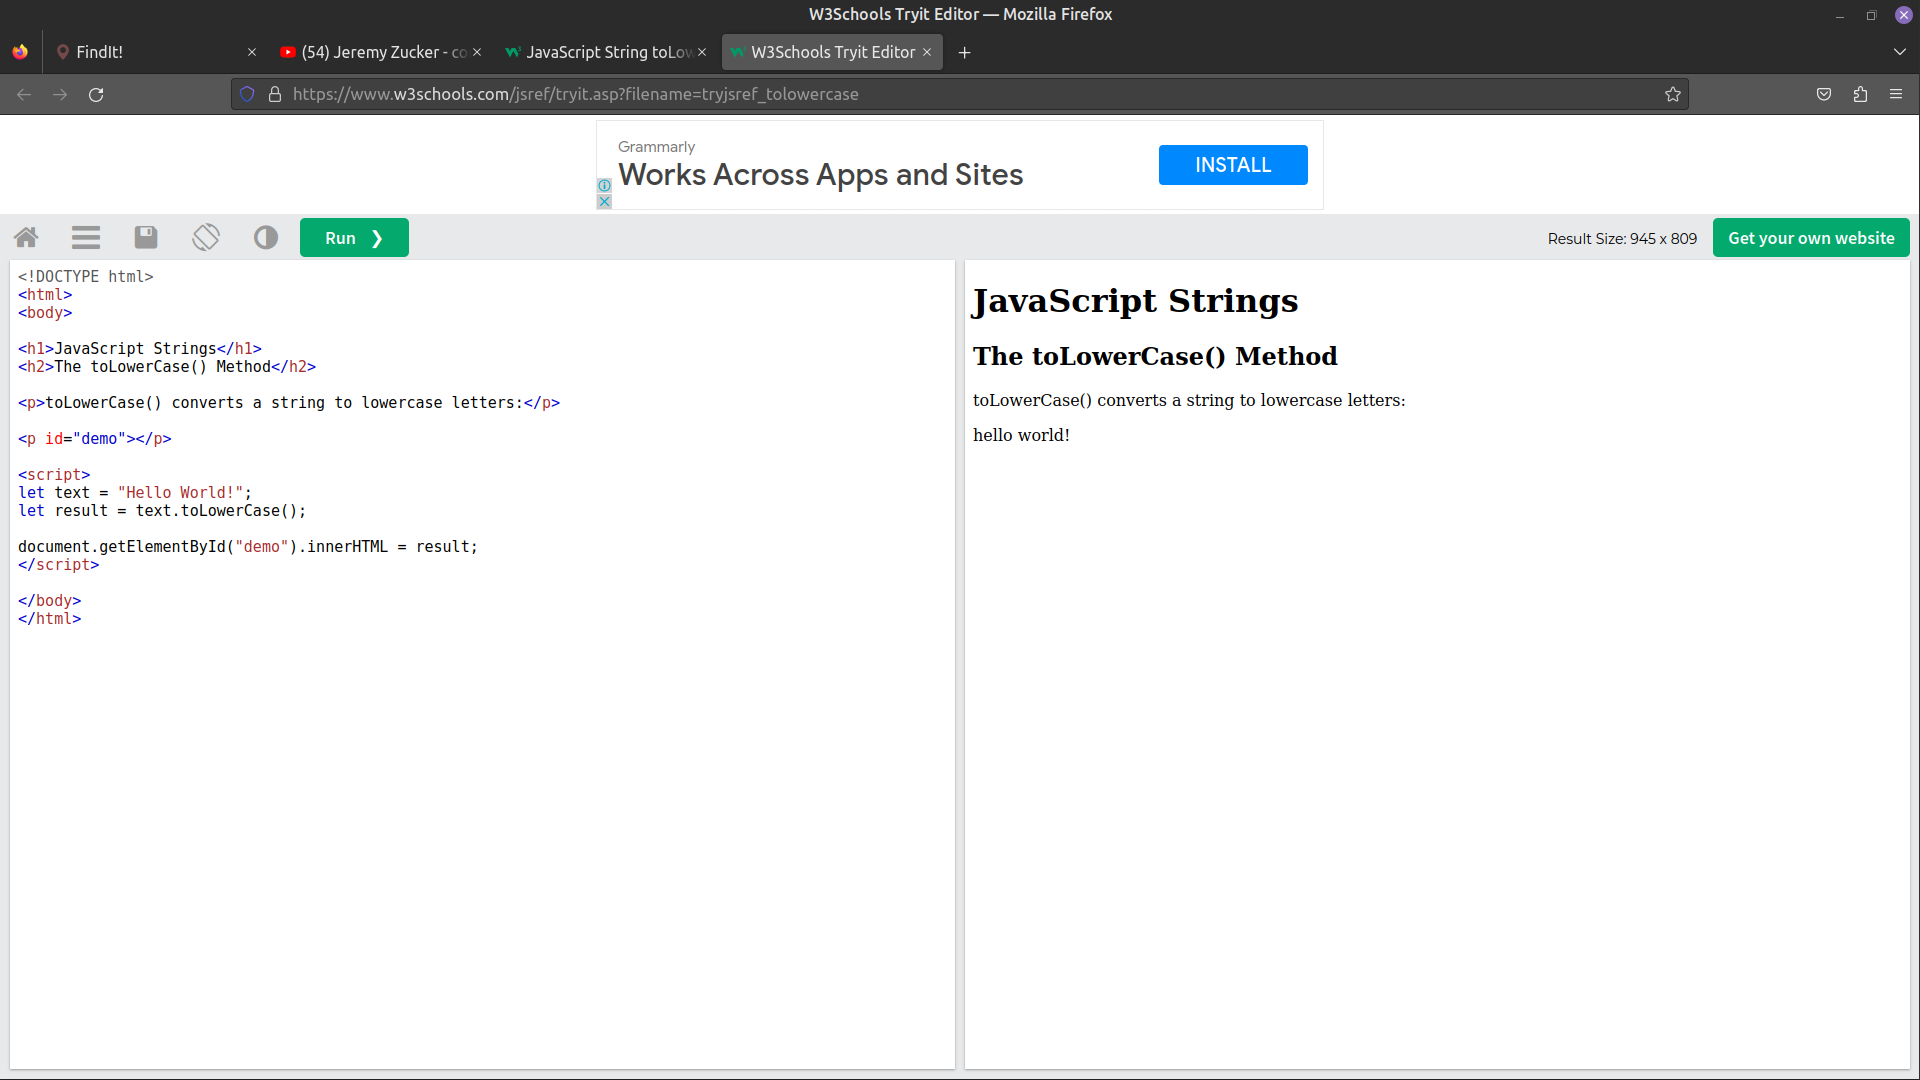 W3Schools Tryit Editor — Mozilla Firefox
FindIt!
(54) Jeremy Zucker - co
JavaScript String toLow
W3Schools Tryit Editor
https://www.w3schools.com/jsref/tryit.asp?filename=tryjsref_tolowercase
Grammarly
Works Across Apps and Sites
INSTALL
Run ❯
Result Size: 945 x 809
Get your own website
<!DOCTYPE html>
<html>
<body>
<h1>JavaScript Strings</h1>
<h2>The toLowerCase() Method</h2>
<p>toLowerCase() converts a string to lowercase letters:</p>
<p id="demo"></p>
<script>
let text = "Hello World!";
let result = text.toLowerCase();
document.getElementById("demo").innerHTML = result;
</script>
</body>
</html>
JavaScript Strings
The toLowerCase() Method
toLowerCase() converts a string to lowercase letters:
hello world!